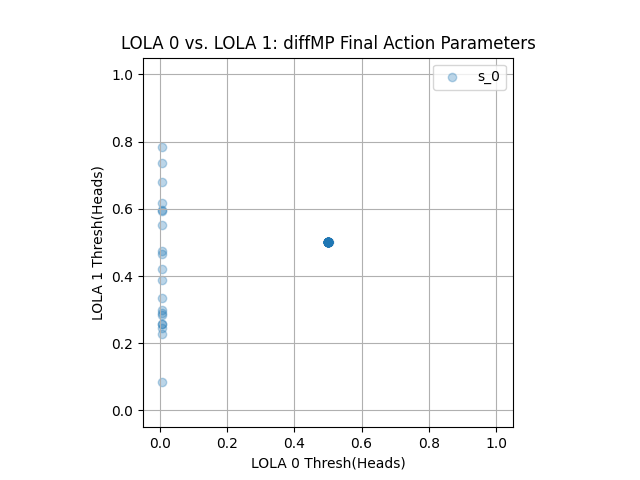 LOLA 0 vs. LOLA 1: diffMP Final Action Parameters
s_0
1.0
0.8
0.6
0.4
0.2
0.0
LOLA 1 Thresh(Heads)
0.0 0.2 0.4 0.6 0.8 1.0
LOLA 0 Thresh(Heads)